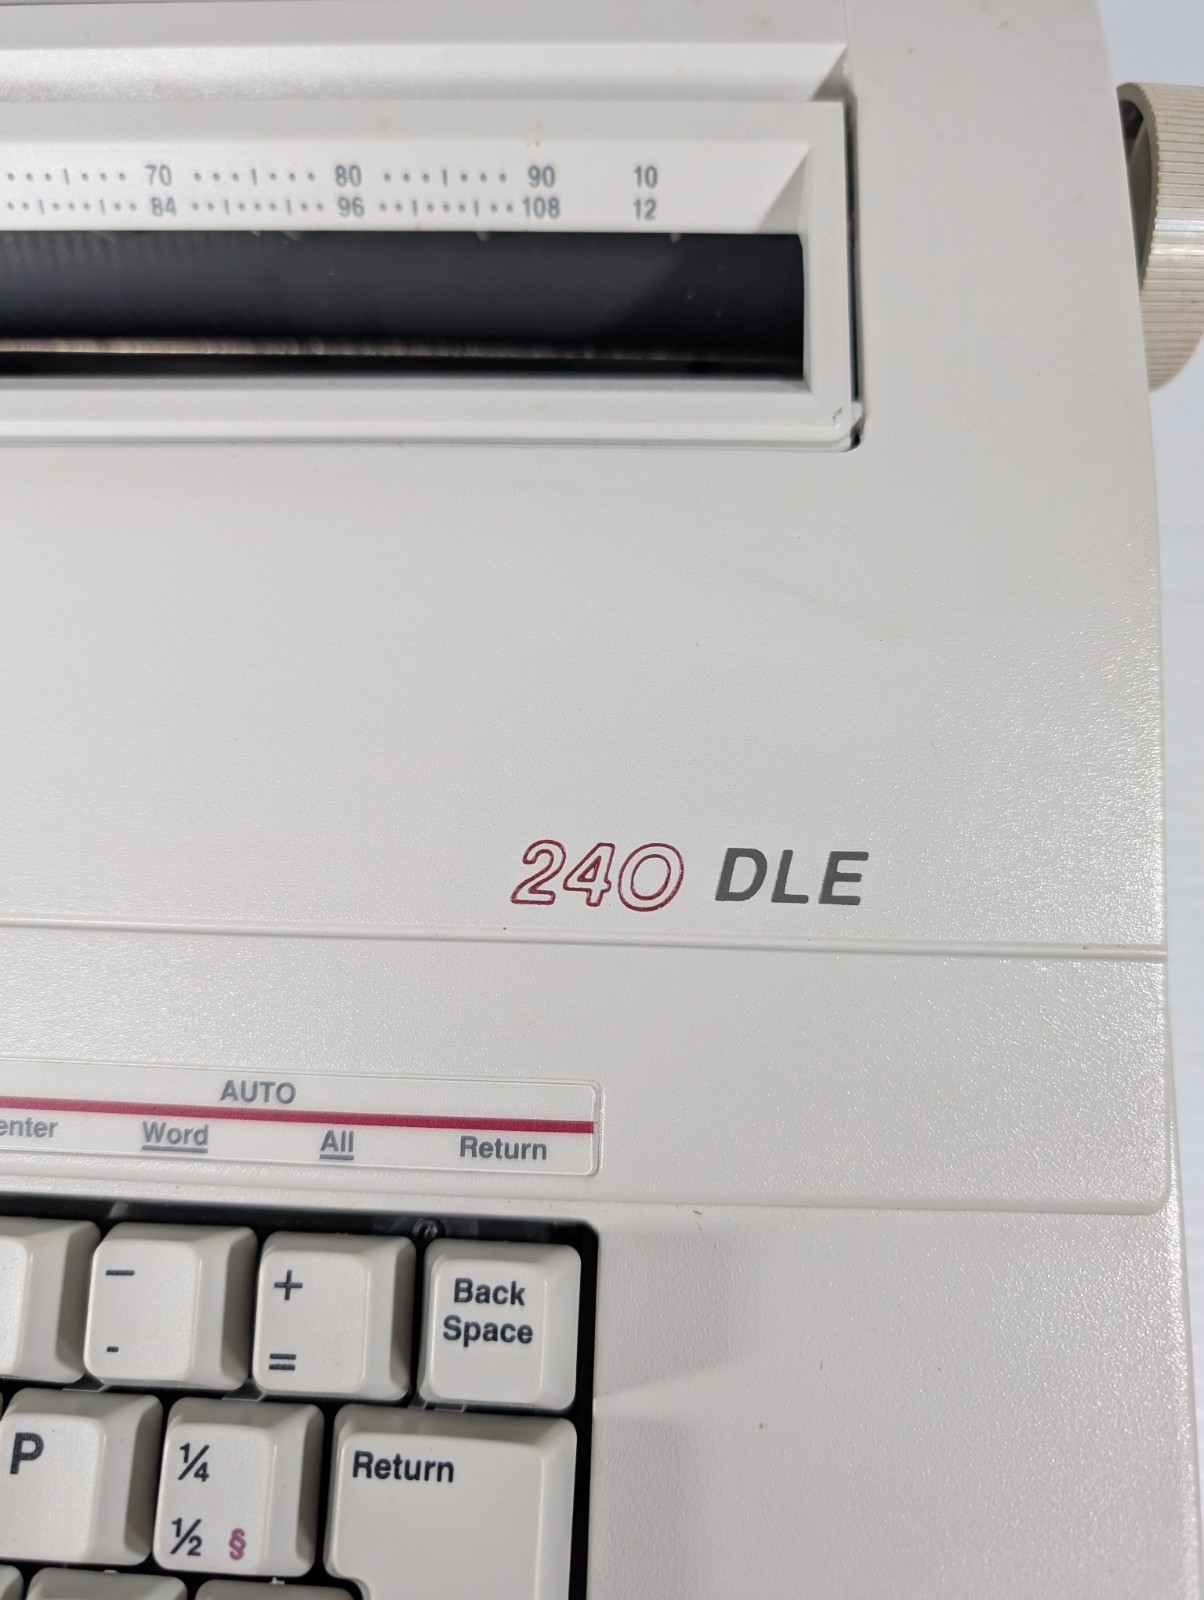 70 80 90 10
84 96 108 12
240 DLE
AUTO
enter Word All Return
— + Back
Space
- =
P ¼ Return
½ §